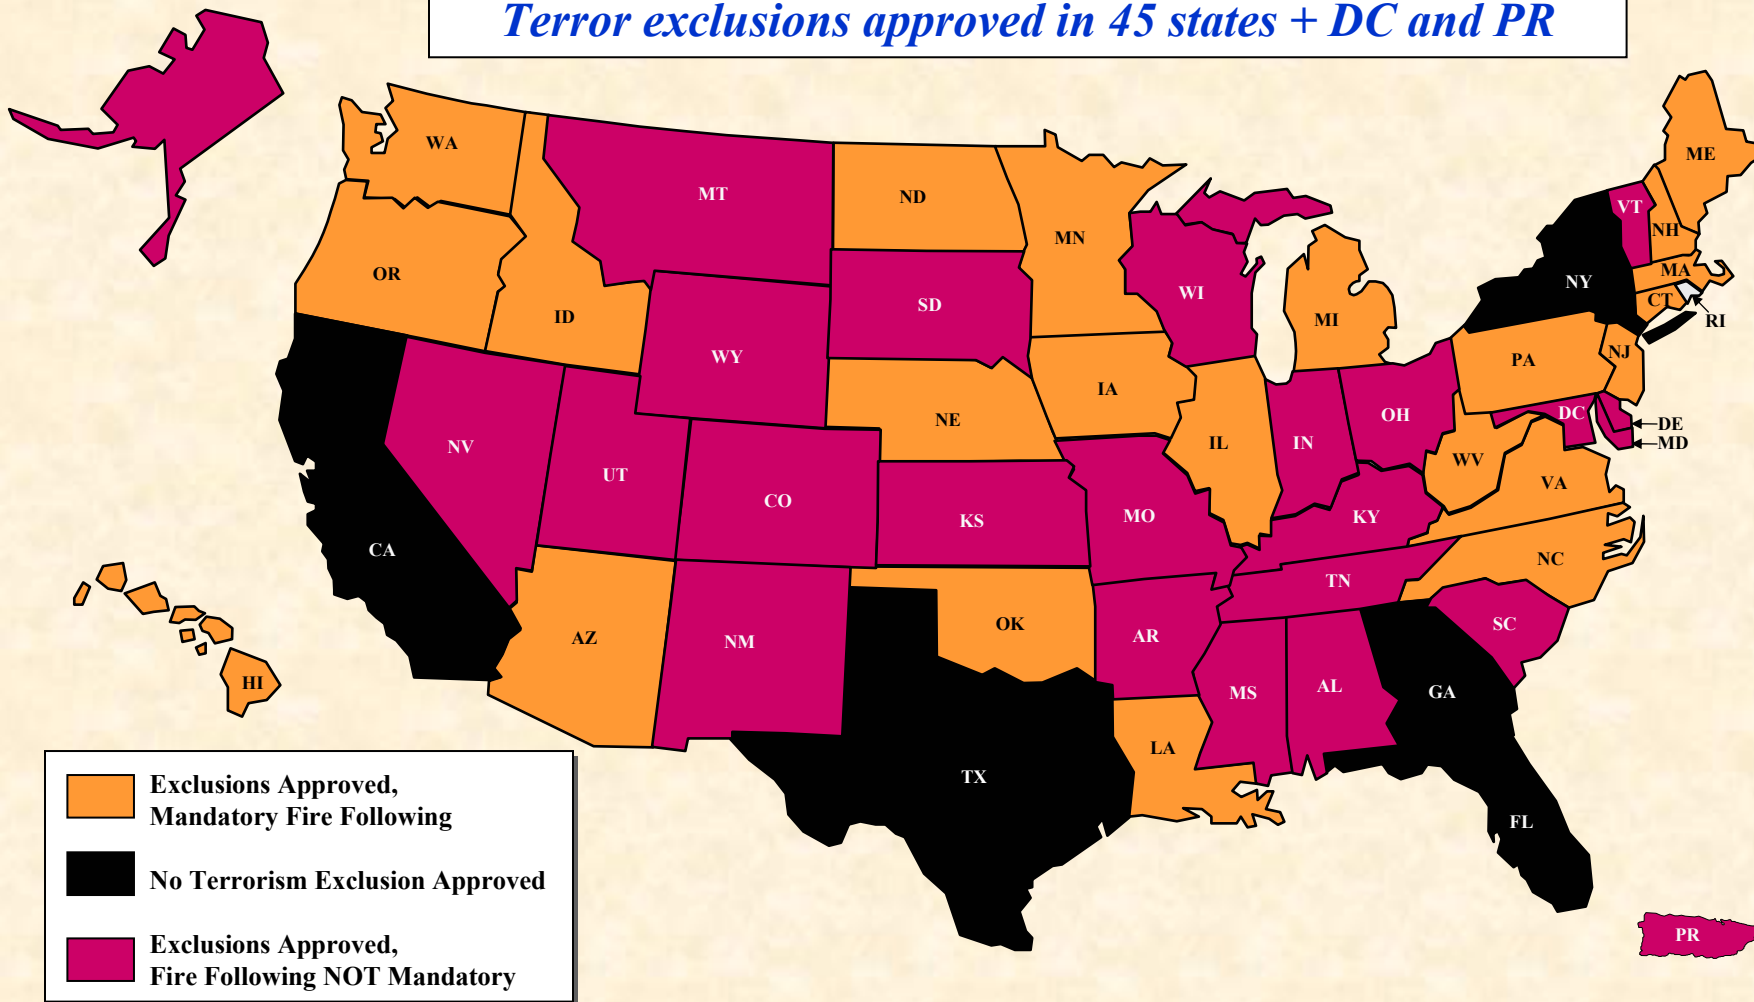 Terror exclusions approved in 45 states + DC and PR
WA
MT
ND
MN
ME
VT
NH
OR
ID
SD
WI
MI
NY
MA
CT
RI
WY
IA
NE
PA
NJ
NV
UT
CO
KS
MO
IL
IN
OH
WV
DC
DE
MD
VA
KY
CA
AZ
NM
OK
AR
TN
NC
SC
MS
AL
GA
HI
TX
LA
FL
PR
Exclusions Approved,
Mandatory Fire Following
No Terrorism Exclusion Approved
Exclusions Approved,
Fire Following NOT Mandatory